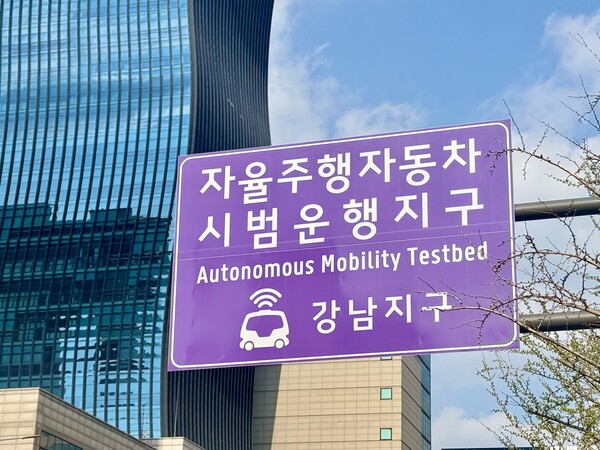 자율주행자동차
시범운행지구
Autonomous Mobility Testbed
강남지구